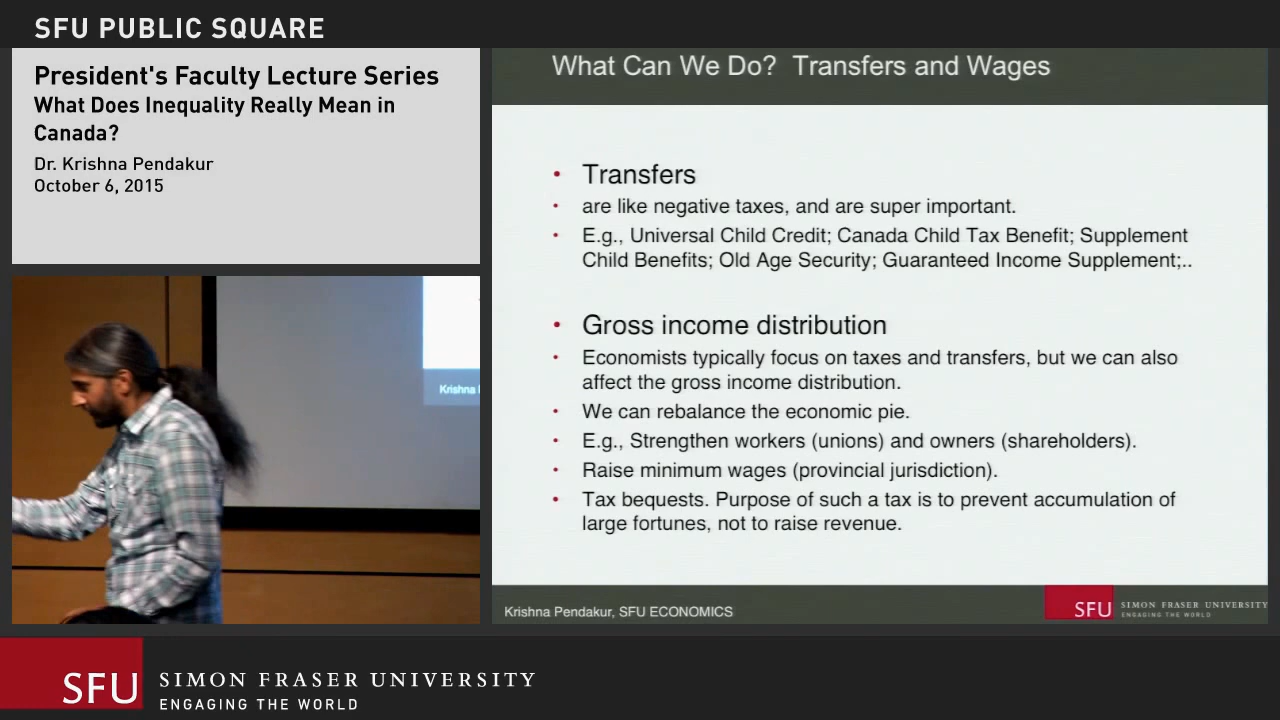 SFU PUBLIC SQUARE
President's Faculty Lecture Series
What Does Inequality Really Mean in
Canada?
Dr. Krishna Pendakur
October 6, 2015
Krishna
What Can We Do? Transfers and Wages
• Transfers
• are like negative taxes, and are super important.
• E.g., Universal Child Credit; Canada Child Tax Benefit; Supplement
Child Benefits; Old Age Security; Guaranteed Income Supplement;..
• Gross income distribution
• Economists typically focus on taxes and transfers, but we can also
affect the gross income distribution.
• We can rebalance the economic pie.
• E.g., Strengthen workers (unions) and owners (shareholders).
• Raise minimum wages (provincial jurisdiction).
• Tax bequests. Purpose of such a tax is to prevent accumulation of
large fortunes, not to raise revenue.
Krishna Pendakur, SFU ECONOMICS
SFU
SIMON FRASER UNIVERSITY
ENGAGING THE WORLD
SFU
SIMON FRASER UNIVERSITY
ENGAGING THE WORLD